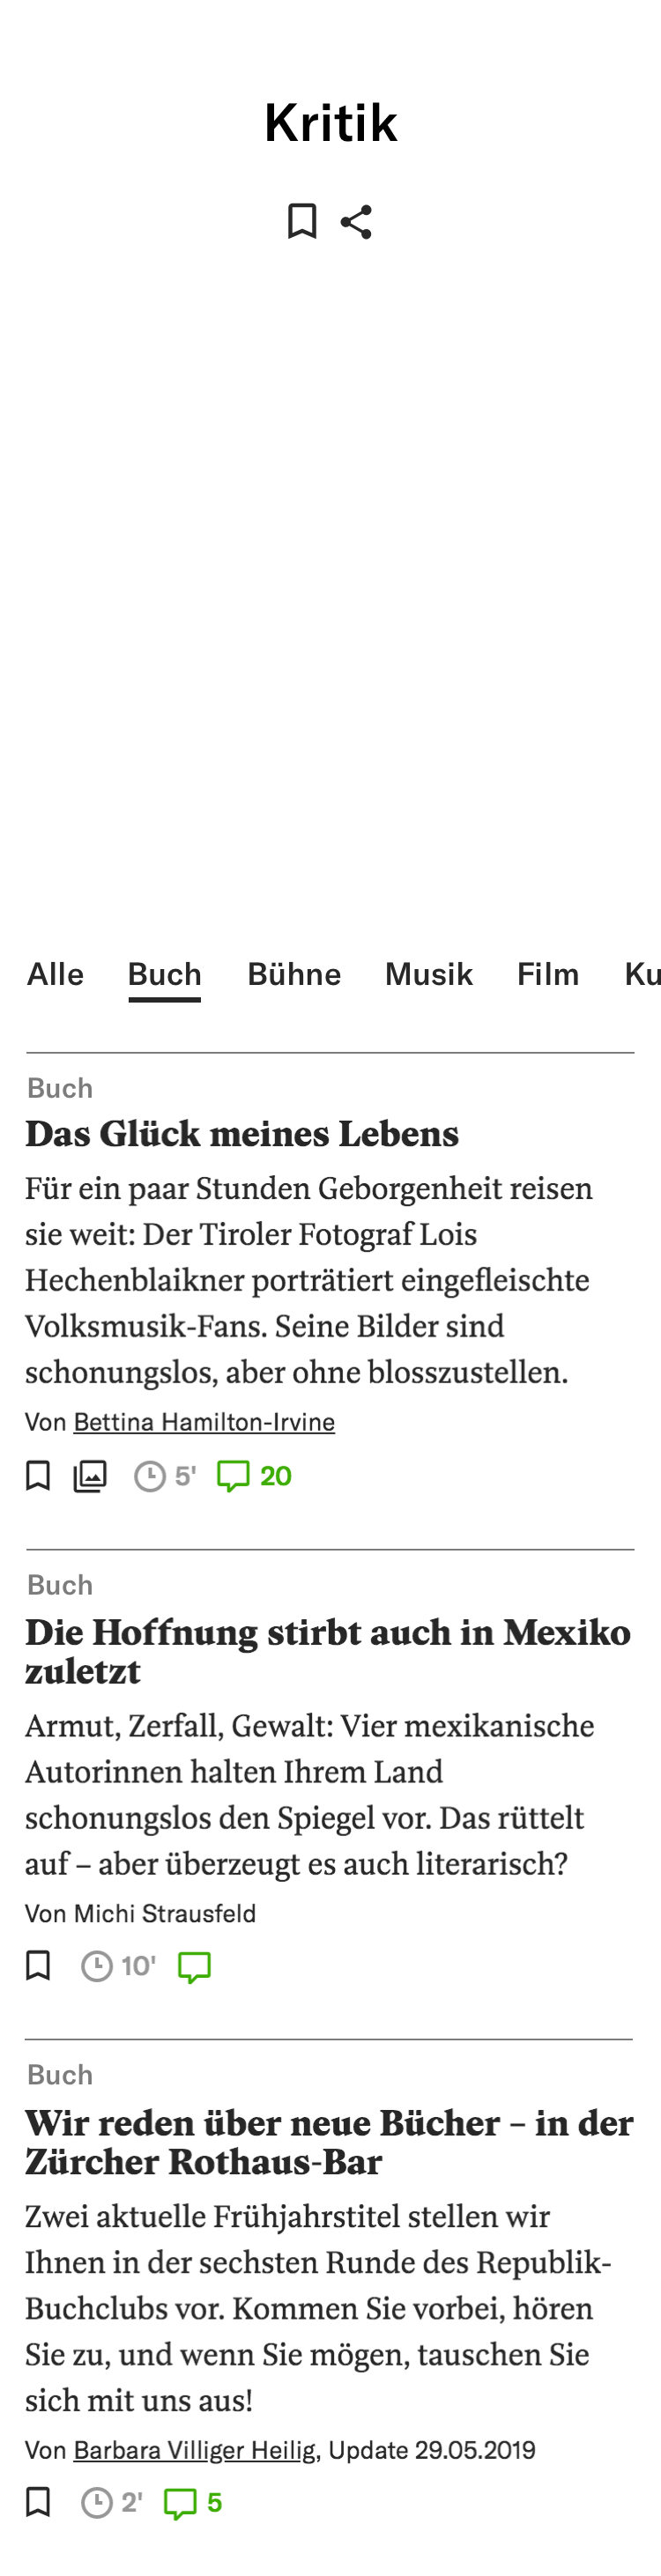 Kritik
Alle Buch Bühne Musik Film Ku
Buch
Das Glück meines Lebens
Für ein paar Stunden Geborgenheit reisen
sie weit: Der Tiroler Fotograf Lois
Hechenblaikner porträtiert eingefleischte
Volksmusik-Fans. Seine Bilder sind
schonungslos, aber ohne blosszustellen.
Von Bettina Hamilton-Irvine
5' 20
Buch
Die Hoffnung stirbt auch in Mexiko
zuletzt
Armut, Zerfall, Gewalt: Vier mexikanische
Autorinnen halten Ihrem Land
schonungslos den Spiegel vor. Das rüttelt
auf – aber überzeugt es auch literarisch?
Von Michi Strausfeld
10'
Buch
Wir reden über neue Bücher – in der
Zürcher Rothaus-Bar
Zwei aktuelle Frühjahrstitel stellen wir
Ihnen in der sechsten Runde des Republik-
Buchclubs vor. Kommen Sie vorbei, hören
Sie zu, und wenn Sie mögen, tauschen Sie
sich mit uns aus!
Von Barbara Villiger Heilig, Update 29.05.2019
2' 5